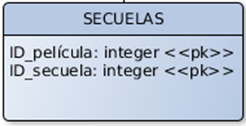 SECUELAS
ID_película: integer <<pk>>
ID_secuela: integer <<pk>>